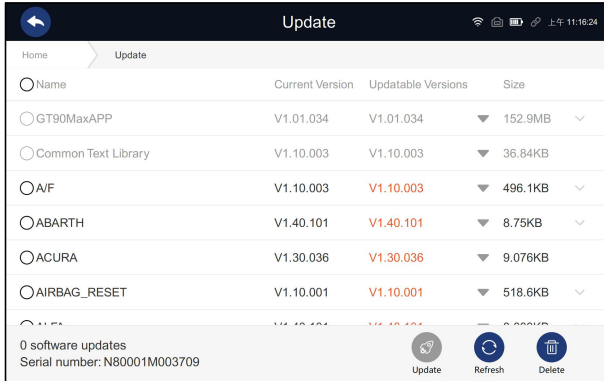 Update
上午 11:16:24
Home Update
Name Current Version Updatable Versions Size
GT90MaxAPP V1.01.034 V1.01.034 152.9MB
Common Text Library V1.10.003 V1.10.003 36.84KB
A/F V1.10.003 V1.10.003 496.1KB
ABARTH V1.40.101 V1.40.101 8.75KB
ACURA V1.30.036 V1.30.036 9.076KB
AIRBAG_RESET V1.10.001 V1.10.001 518.6KB
0 software updates
Serial number: N80001M003709
Update Refresh Delete